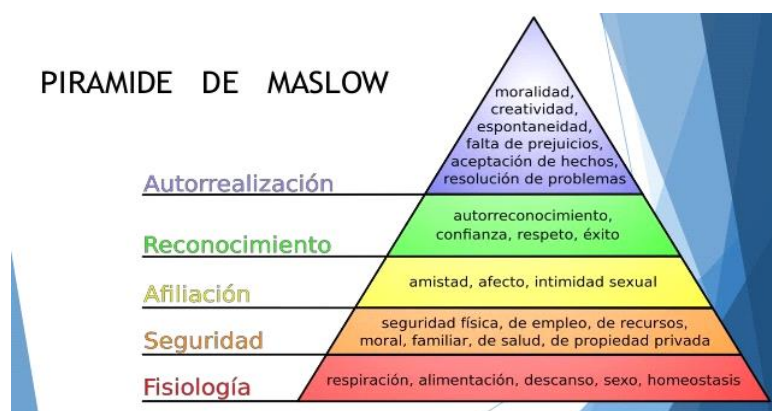 PIRAMIDE DE MASLOW
moralidad,
creatividad,
espontaneidad,
falta de prejuicios,
aceptación de hechos,
resolución de problemas
Autorrealización
autorreconocimiento,
confianza, respeto, éxito
Reconocimiento
amistad, afecto, intimidad sexual
Afiliación
seguridad física, de empleo, de recursos,
moral, familiar, de salud, de propiedad privada
Seguridad
respiración, alimentación, descanso, sexo, homeostasis
Fisiología